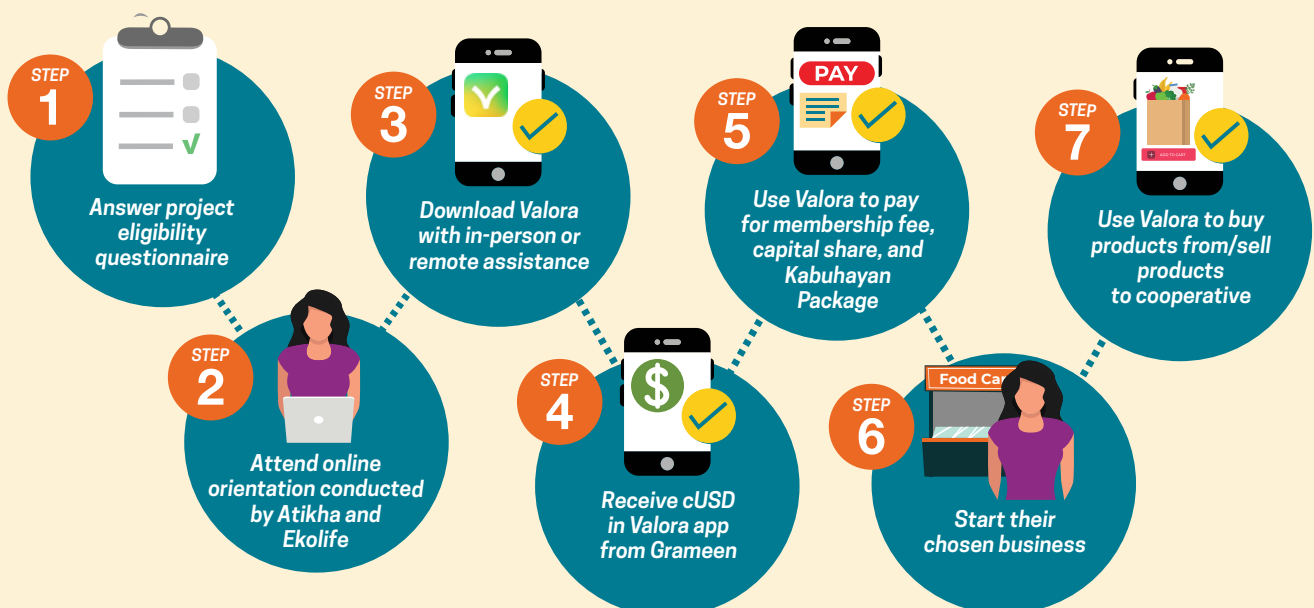 STEP
1
Answer project
eligibility
questionnaire
STEP
2
Attend online
orientation conducted
by Atikha and
Ekolife
STEP
3
Download Valora
with in-person or
remote assistance
STEP
4
$
Receive cUSD
in Valora app
from Grameen
STEP
5
PAY
Use Valora to pay
for membership fee,
capital share, and
Kabuhayan
Package
STEP
6
Food Ca
Start their
chosen business
STEP
7
ADD TO CART
Use Valora to buy
products from/sell
products
to cooperative